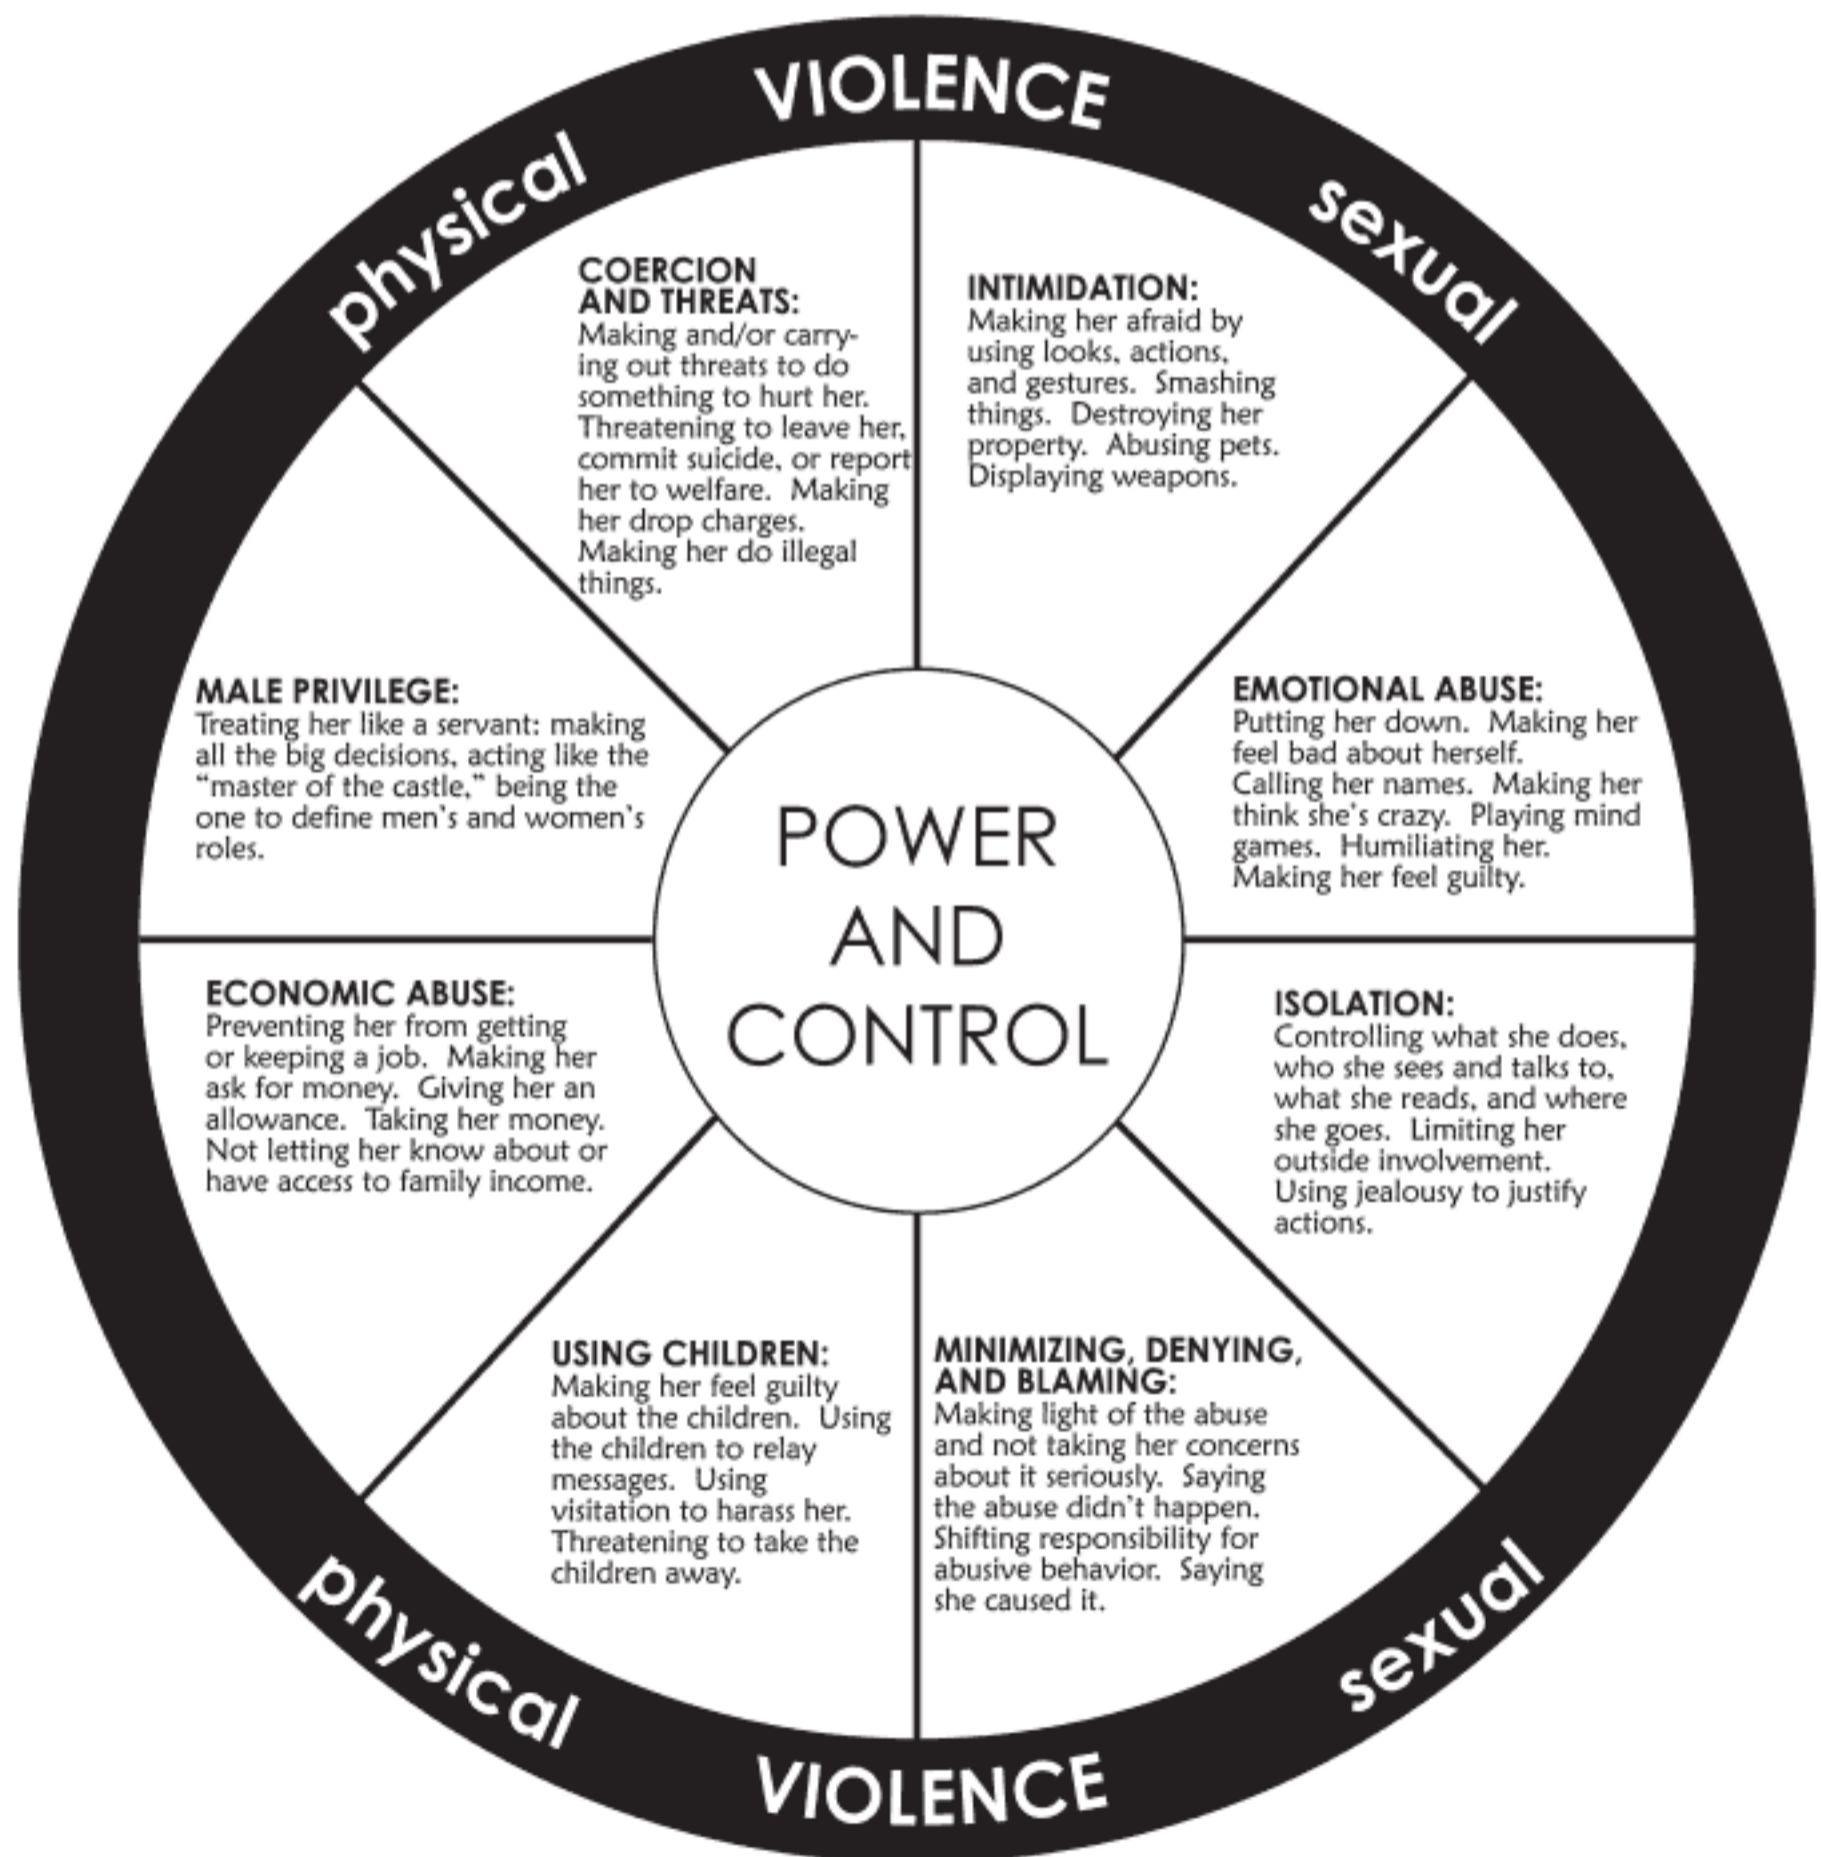 VIOLENCE
physical
sexual
COERCION
AND THREATS:
Making and/or carry-
ing out threats to do
something to hurt her.
Threatening to leave her,
commit suicide, or report
her to welfare.  Making
her drop charges.
Making her do illegal
things.
INTIMIDATION:
Making her afraid by
using looks, actions,
and gestures.  Smashing
things.  Destroying her
property.  Abusing pets.
Displaying weapons.
MALE PRIVILEGE:
Treating her like a servant: making
all the big decisions, acting like the
“master of the castle,” being the
one to define men's and women's
roles.
EMOTIONAL ABUSE:
Putting her down.  Making her
feel bad about herself.
Calling her names.  Making her
think she's crazy.  Playing mind
games.  Humiliating her.
Making her feel guilty.
POWER
AND
CONTROL
ECONOMIC ABUSE:
Preventing her from getting
or keeping a job.  Making her
ask for money.  Giving her an
allowance.  Taking her money.
Not letting her know about or
have access to family income.
ISOLATION:
Controlling what she does,
who she sees and talks to,
what she reads, and where
she goes.  Limiting her
outside involvement.
Using jealousy to justify
actions.
USING CHILDREN:
Making her feel guilty
about the children.  Using
the children to relay
messages.  Using
visitation to harass her.
Threatening to take the
children away.
MINIMIZING, DENYING,
AND BLAMING:
Making light of the abuse
and not taking her concerns
about it seriously.  Saying
the abuse didn't happen.
Shifting responsibility for
abusive behavior.  Saying
she caused it.
physical
sexual
VIOLENCE